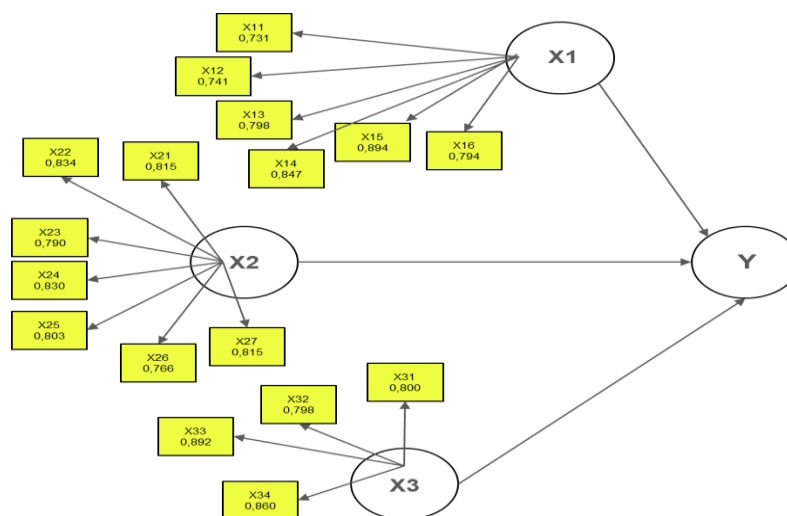 X11
0,731
X1
X12
0,741
X13
0,798
X14
0,847
X15
0,894
X16
0,794
X22
0,834
X21
0,815
X23
0,790
X24
0,830
X25
0,803
X26
0,766
X27
0,815
X2
Y
X31
0,800
X32
0,798
X33
0,892
X34
0,860
X3